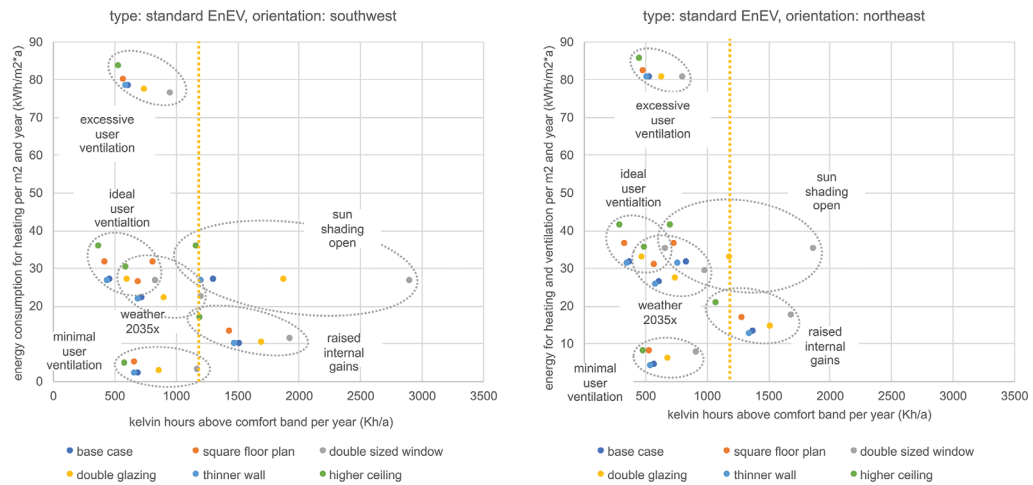 type: standard EnEV, orientation: southwest
energy consumption for heating per m2 and year (kWh/m2*a)
90
80
70
60
50
40
30
20
10
0
excessive
user
ventilation
ideal
user
ventialtion
sun
shading
open
weather
2035x
minimal
user
ventilation
raised
internal
gains
0
500
1000
1500
2000
2500
3000
3500
kelvin hours above comfort band per year (Kh/a)
base case
square floor plan
double sized window
double glazing
thinner wall
higher ceiling
type: standard EnEV, orientation: northeast
energy for heating and ventilation per m2 and year (kWh/m2*a)
90
80
70
60
50
40
30
20
10
0
excessive
user
ventilation
ideal
user
ventialtion
sun
shading
open
weather
2035x
raised
internal
gains
minimal
user
ventilation
500
1000
1500
2000
2500
3000
3500
kelvin hours above comfort band per year (Kh/a)
base case
square floor plan
double sized window
double glazing
thinner wall
higher ceiling